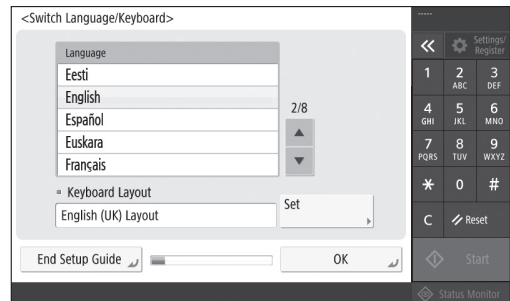 <Switch Language/Keyboard>
Language
Eesti
English
Español
Euskara
Français
2/8
Keyboard Layout
English (UK) Layout
Set
End Setup Guide
OK
-----
Settings/
Register
1
2
ABC
3
DEF
4
GHI
5
JKL
6
MNO
7
PQRS
8
TUV
9
WXYZ
*
0
#
C
Reset
Start
Status Monitor